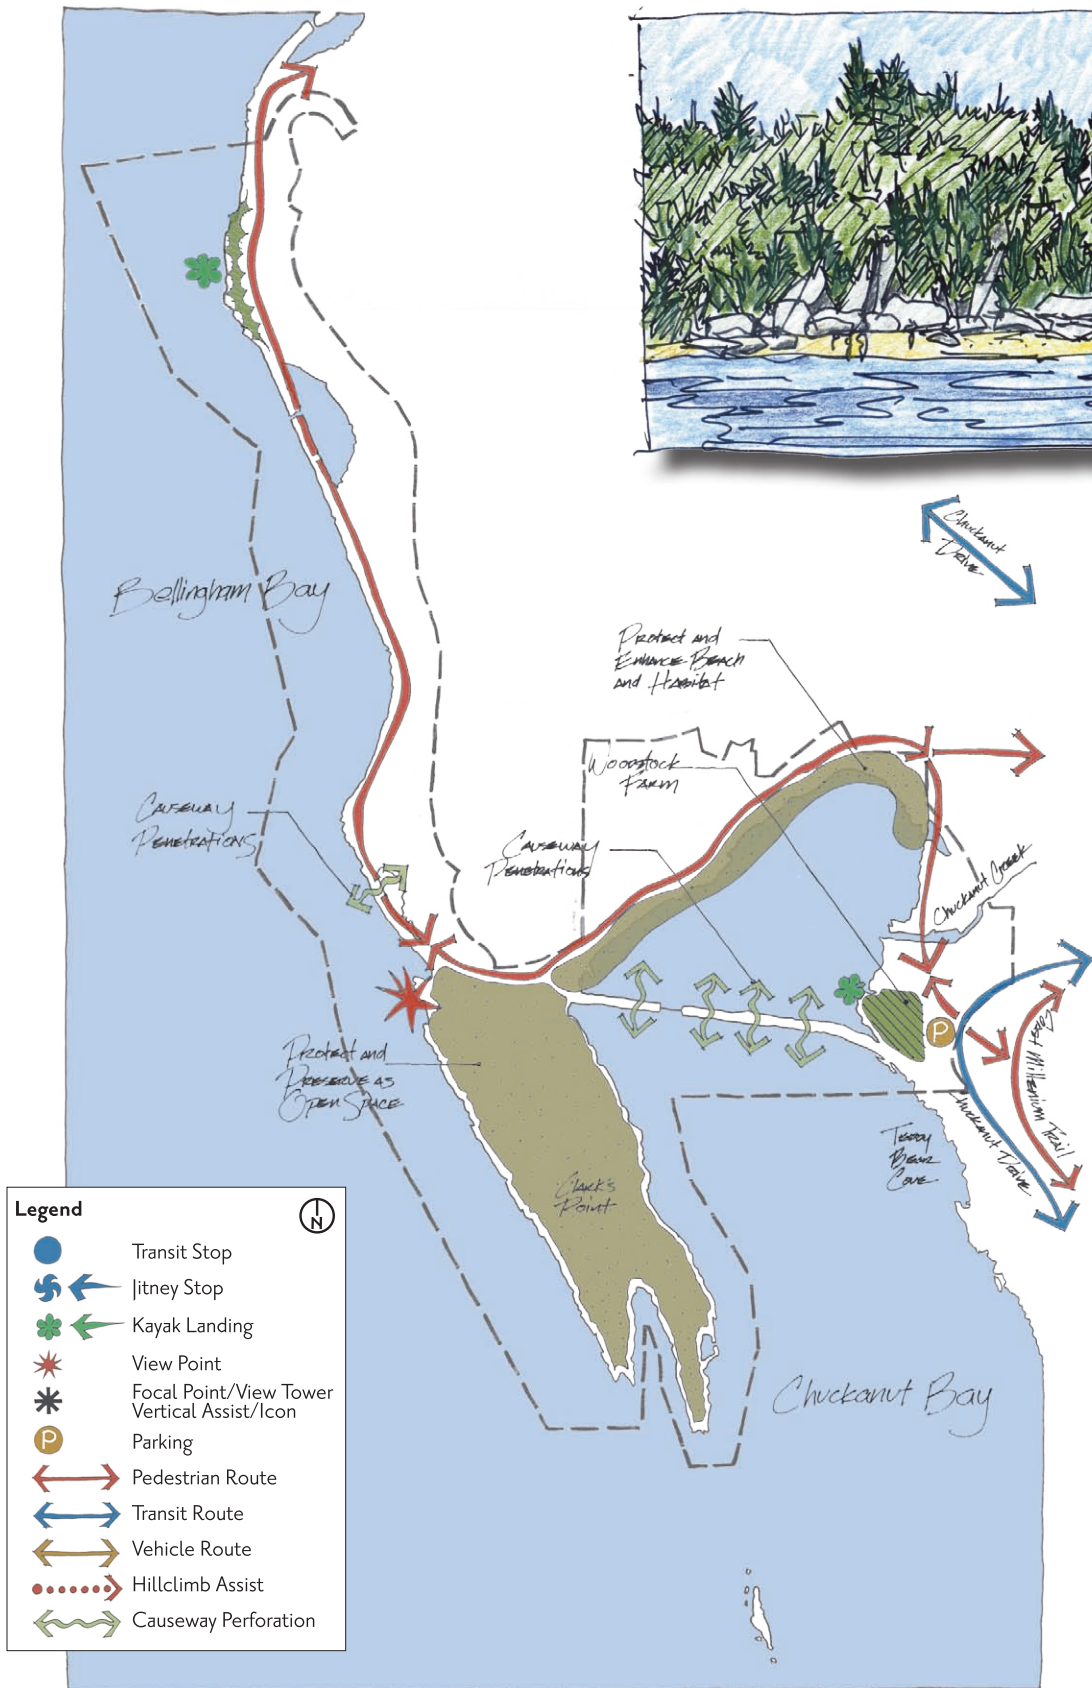 Chuckanut
Drive
Bellingham Bay
Protect and
Enhance Beach
and Habitat
Woodstock
Farm
Causeway
Penetrations
Causeway
Penetrations
Chuckanut Creek
P
Coast Millenium Trail
Protect and
Preserve as
Open Space
Chuckanut Drive
Teddy
Bear
Cove
Clark's
Point
Chuckanut Bay
Legend
N
Transit Stop
Jitney Stop
Kayak Landing
View Point
Focal Point/View Tower
Vertical Assist/Icon
P
Parking
Pedestrian Route
Transit Route
Vehicle Route
Hillclimb Assist
Causeway Perforation